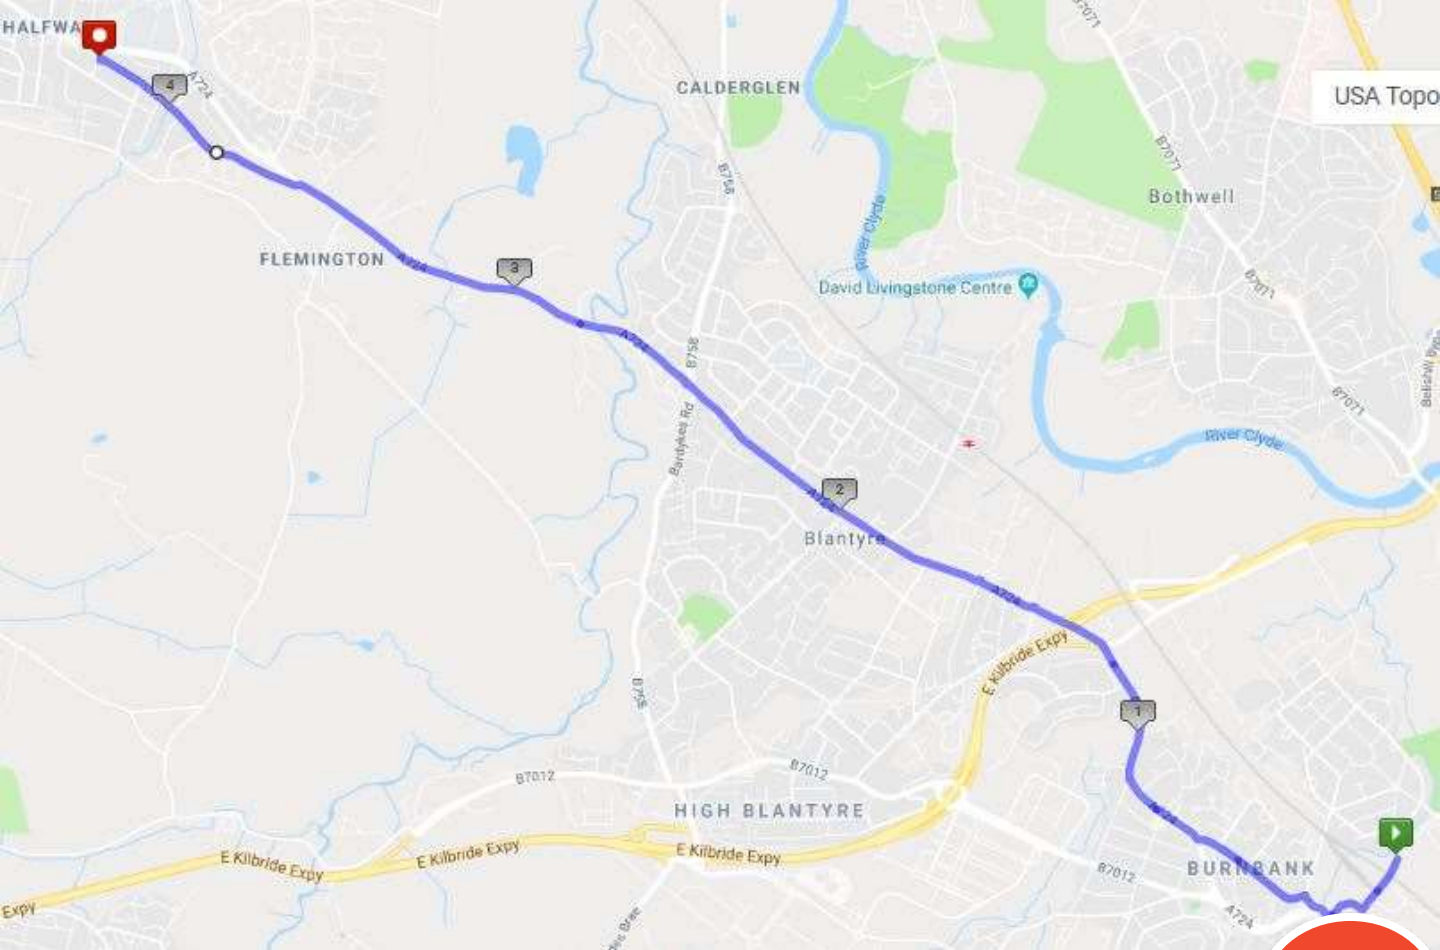 HALFWA
A724
4
CALDERGLEN
B7071
USA Topo
B7071
B758
Bothwell
River Clyde
FLEMINGTON
A724
3
David Livingstone Centre
B7071
A724
B758
B7071
Bardykes Rd
River Clyde
2
A724
Blantyre
A724
E Kilbride Expy
B758
1
B7012
B7012
HIGH BLANTYRE
A724
E Kilbride Expy
E Kilbride Expy
E Kilbride Expy
BURNBANK
B7012
Expy
A724